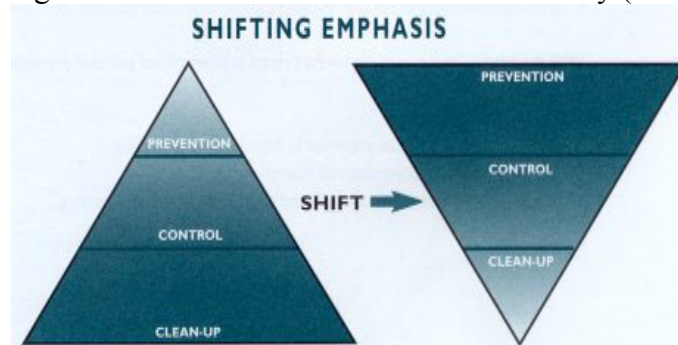 SHIFTING EMPHASIS
PREVENTION
CONTROL
CLEAN-UP
SHIFT
PREVENTION
CONTROL
CLEAN-UP